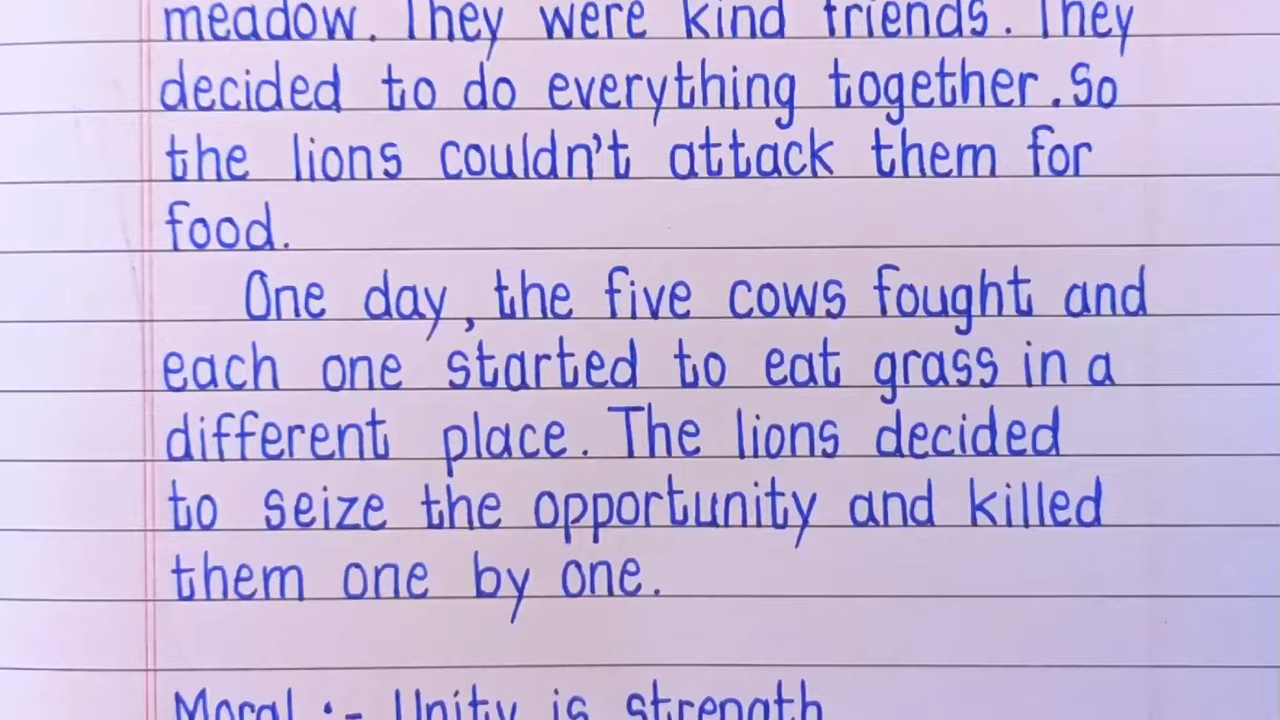 meadow. They were kind friends. They
decided to do everything together. So
the lions couldn't attack them for
food.
One day, the five cows fought and
each one started to eat grass in a
different place. The lions decided
to seize the opportunity and killed
them one by one.
Moral :- Unity is strength